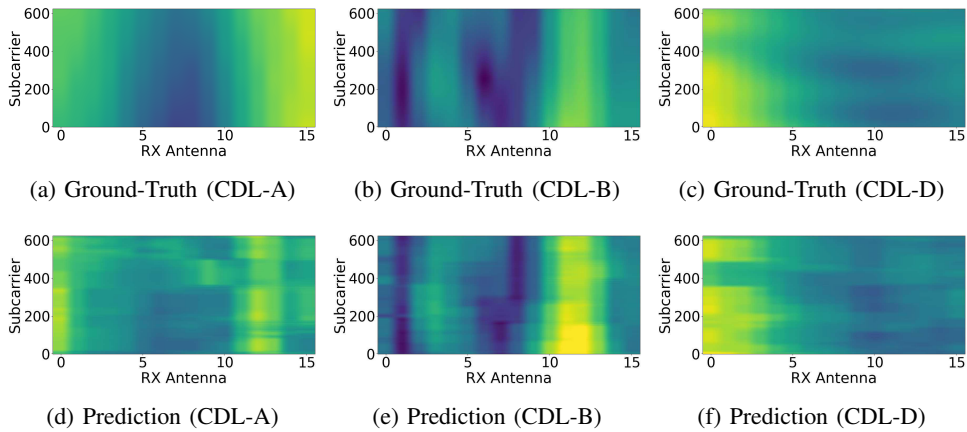 600
400
200
0
Subcarrier
0 5 10 15
RX Antenna
(a) Ground-Truth (CDL-A)
600
400
200
0
Subcarrier
0 5 10 15
RX Antenna
(b) Ground-Truth (CDL-B)
600
400
200
0
Subcarrier
0 5 10 15
RX Antenna
(c) Ground-Truth (CDL-D)
600
400
200
0
Subcarrier
0 5 10 15
RX Antenna
(d) Prediction (CDL-A)
600
400
200
0
Subcarrier
0 5 10 15
RX Antenna
(e) Prediction (CDL-B)
600
400
200
0
Subcarrier
0 5 10 15
RX Antenna
(f) Prediction (CDL-D)